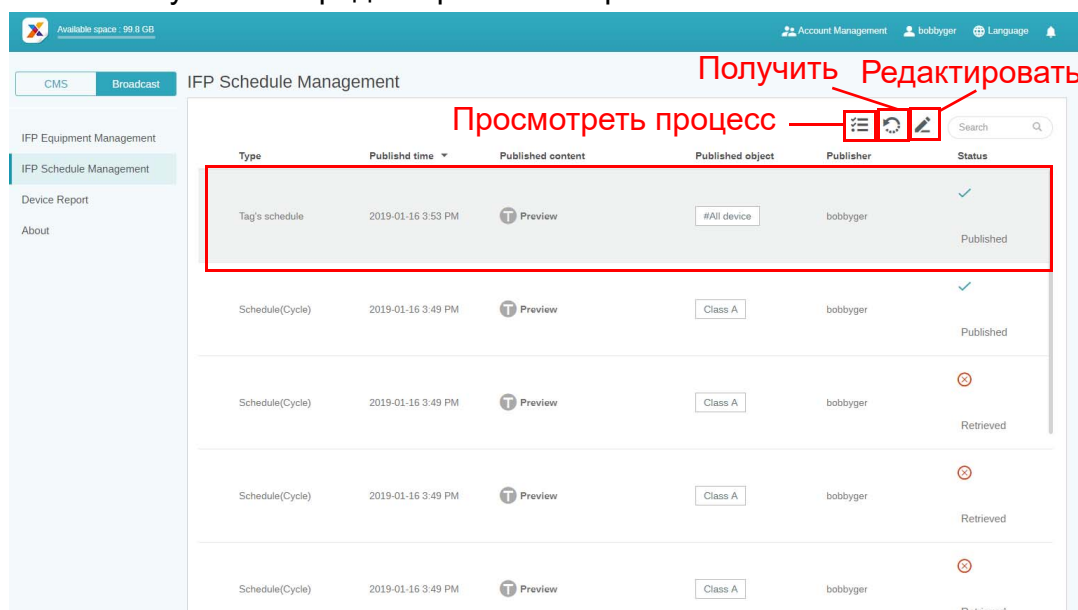 Available space : 99.8 GB
Account Management bobbyger Language
CMS Broadcast
IFP Schedule Management
Получить Редактировать
Просмотреть процесс
Search
IFP Equipment Management
IFP Schedule Management
Device Report
About
Type Publishd time Published content Published object Publisher Status
Tag's schedule 2019-01-16 3:53 PM T Preview #All device bobbyger Published
Schedule(Cycle) 2019-01-16 3:49 PM T Preview Class A bobbyger Published
Schedule(Cycle) 2019-01-16 3:49 PM T Preview Class A bobbyger Retrieved
Schedule(Cycle) 2019-01-16 3:49 PM T Preview Class A bobbyger Retrieved
Schedule(Cycle) 2019-01-16 3:49 PM T Preview Class A bobbyger